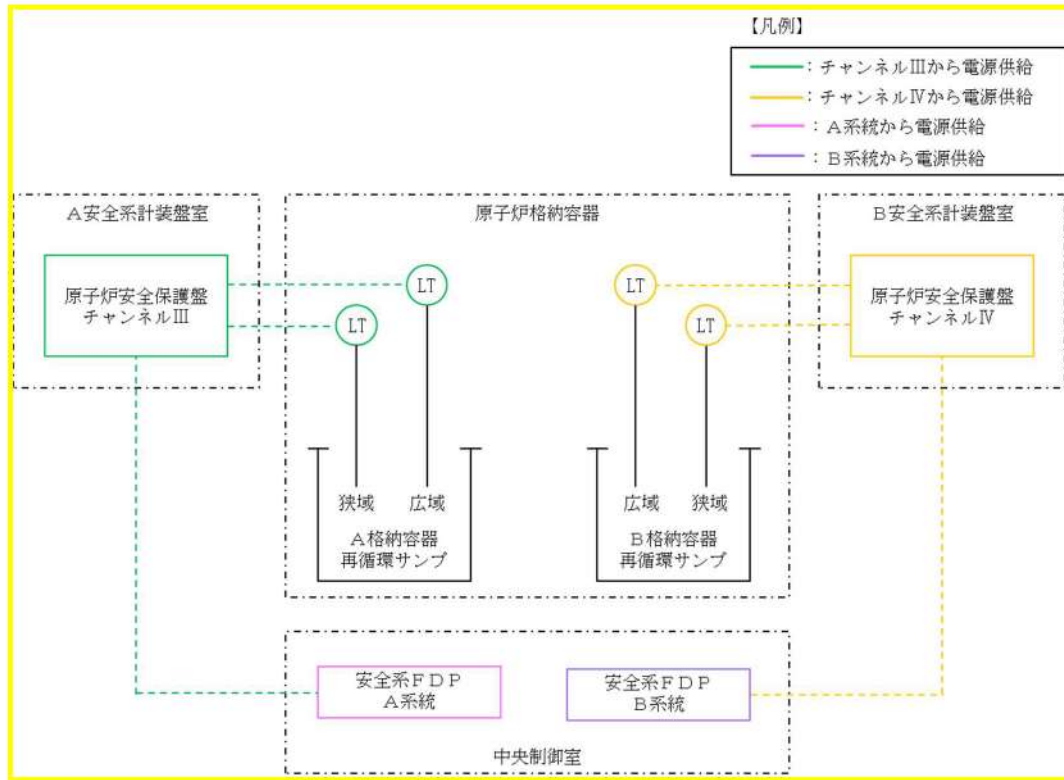 【凡例】
：チャンネルⅢから電源供給
：チャンネルⅣから電源供給
：A系統から電源供給
：B系統から電源供給
A安全系計装盤室
原子炉格納容器
B安全系計装盤室
原子炉安全保護盤
チャンネルⅢ
LT
LT
LT
LT
原子炉安全保護盤
チャンネルⅣ
狭域
広域
A格納容器
再循環サンプ
広域
狭域
B格納容器
再循環サンプ
安全系FDP
A系統
安全系FDP
B系統
中央制御室